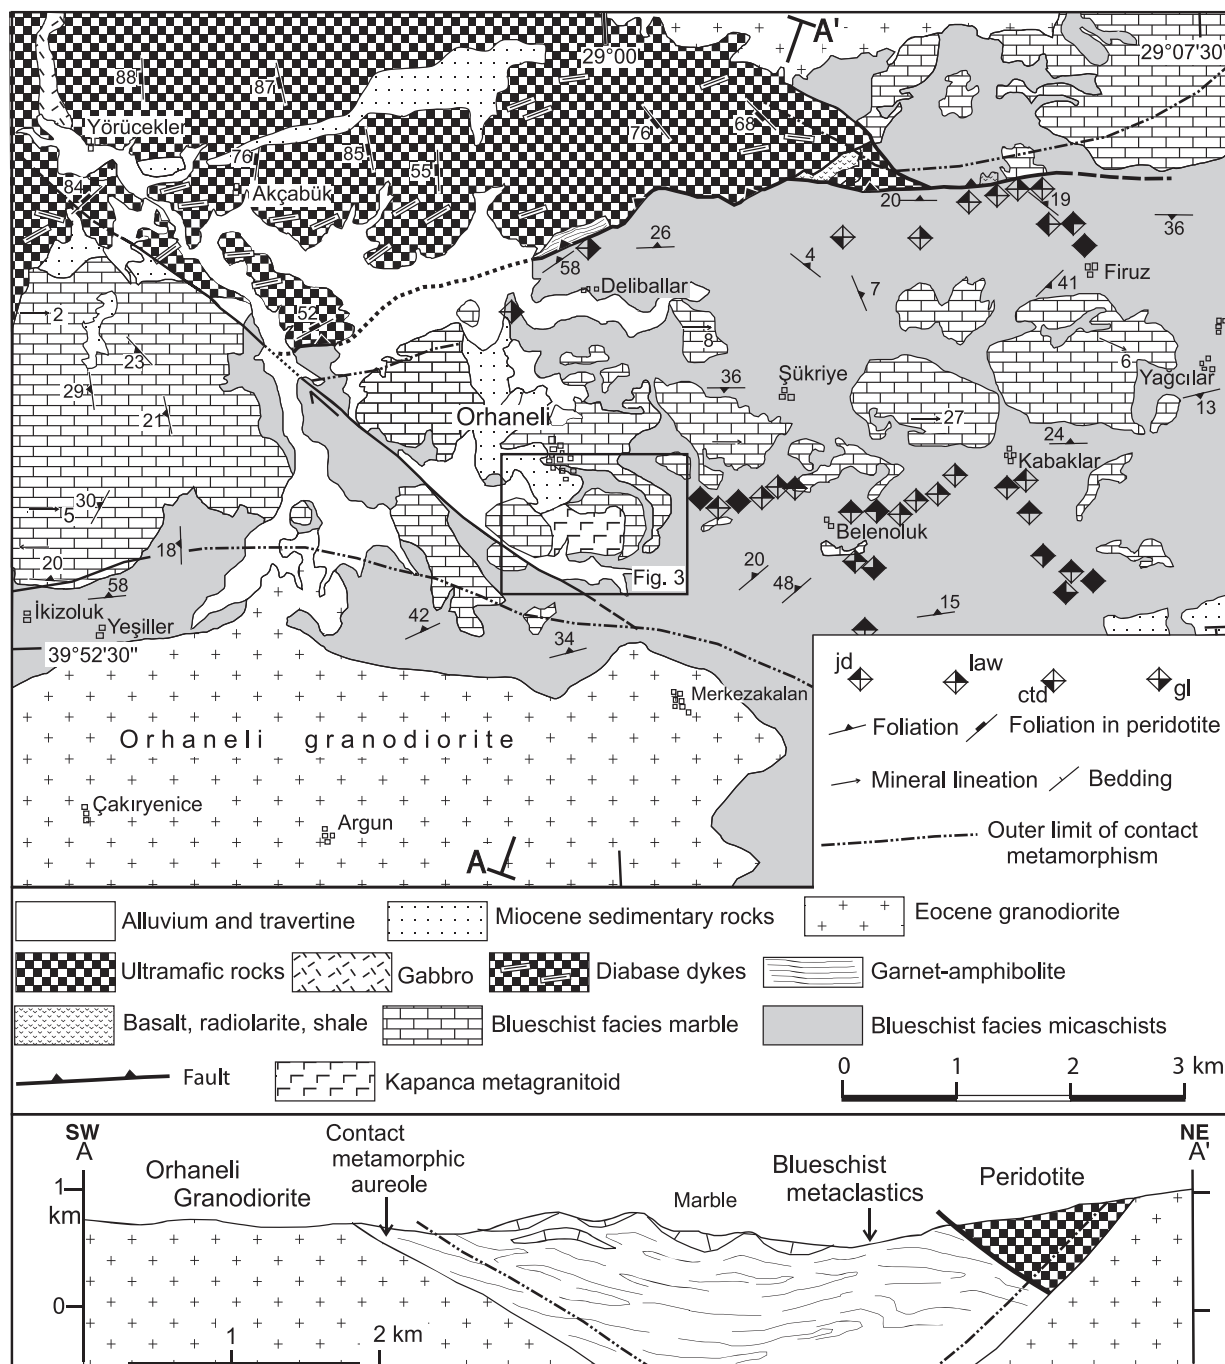 A'
29°00
29°07'30"
88
87
Yörücekler
76
68
76
85
55
84
Akçabük
20
19
36
26
58
4
41
Firuz
Deliballar
7
2
52
8
23
6
29
36
Şükriye
Yağcılar
21
Orhaneli
27
13
24
Kabaklar
30
5
Belenoluk
18
20
Fig. 3
20
48
58
15
İkizoluk
Yeşiller
42
34
39°52'30"
jd
law
ctd
gl
Merkezakalan
Foliation
Foliation in peridotite
Orhaneli granodiorite
Mineral lineation
Bedding
Çakıryenice
Argun
Outer limit of contact
metamorphism
A
Alluvium and travertine
Miocene sedimentary rocks
Eocene granodiorite
Ultramafic rocks
Gabbro
Diabase dykes
Garnet-amphibolite
Basalt, radiolarite, shale
Blueschist facies marble
Blueschist facies micaschists
Fault
Kapanca metagranitoid
0 1 2 3 km
SW
A
Contact
metamorphic
aureole
NE
A'
Orhaneli
Granodiorite
Blueschist
metaclastics
Peridotite
Marble
1
km
0
1
2 km